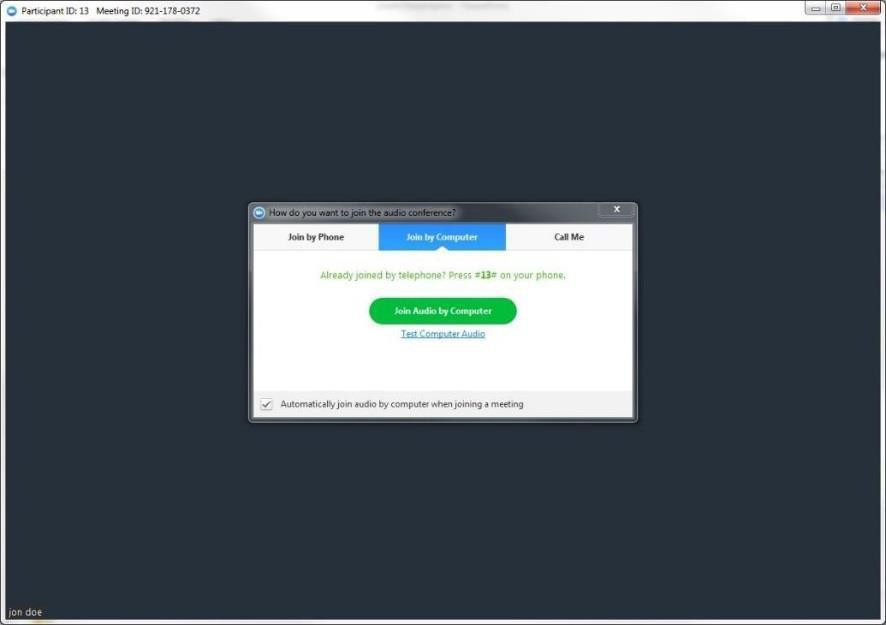 Participant ID: 13 Meeting ID: 921-178-0372
How do you want to join the audio conference?
X
Join by Phone
Join by Computer
Call Me
Already joined by telephone? Press #13# on your phone.
Join Audio by Computer
Test Computer Audio
Automatically join audio by computer when joining a meeting
jon doe